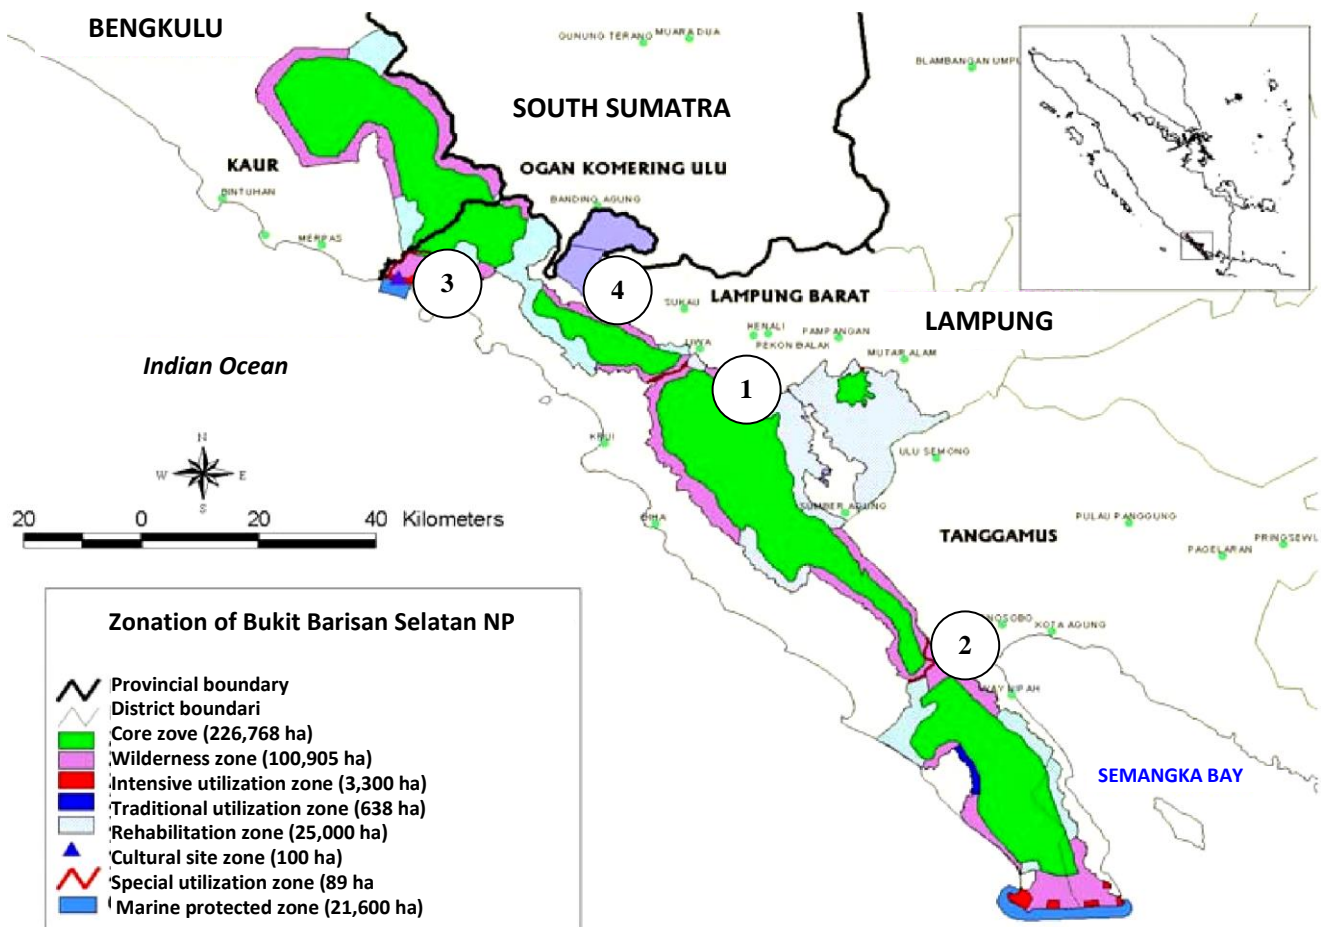 BENGKULU
GUNUNG TERANG
MUARA DUA
BLAMBANGAN UMPU
SOUTH SUMATRA
KAUR
OGAN KOMERING ULU
BINTUHAN
BANDING AGUNG
MERPAS
3
4
SUKAU
LAMPUNG BARAT
LAMPUNG
KENALI
PAMPANGAN
LIWA
PEKON BALAK
MUTAR ALAM
Indian Ocean
1
N
W
E
S
KRUI
ULU SEMONG
20 0 20 40 Kilometers
BIHA
SUMBER AGUNG
PULAU PANGGUNG
TANGGAMUS
PAGELARAN
PRINGSEWU
Zonation of Bukit Barisan Selatan NP
2
NOSOBO
KOTA AGUNG
WAY NIPAH
Provincial boundary
District boundari
Core zove (226,768 ha)
Wilderness zone (100,905 ha)
Intensive utilization zone (3,300 ha)
Traditional utilization zone (638 ha)
Rehabilitation zone (25,000 ha)
Cultural site zone (100 ha)
Special utilization zone (89 ha
Marine protected zone (21,600 ha)
SEMANGKA BAY